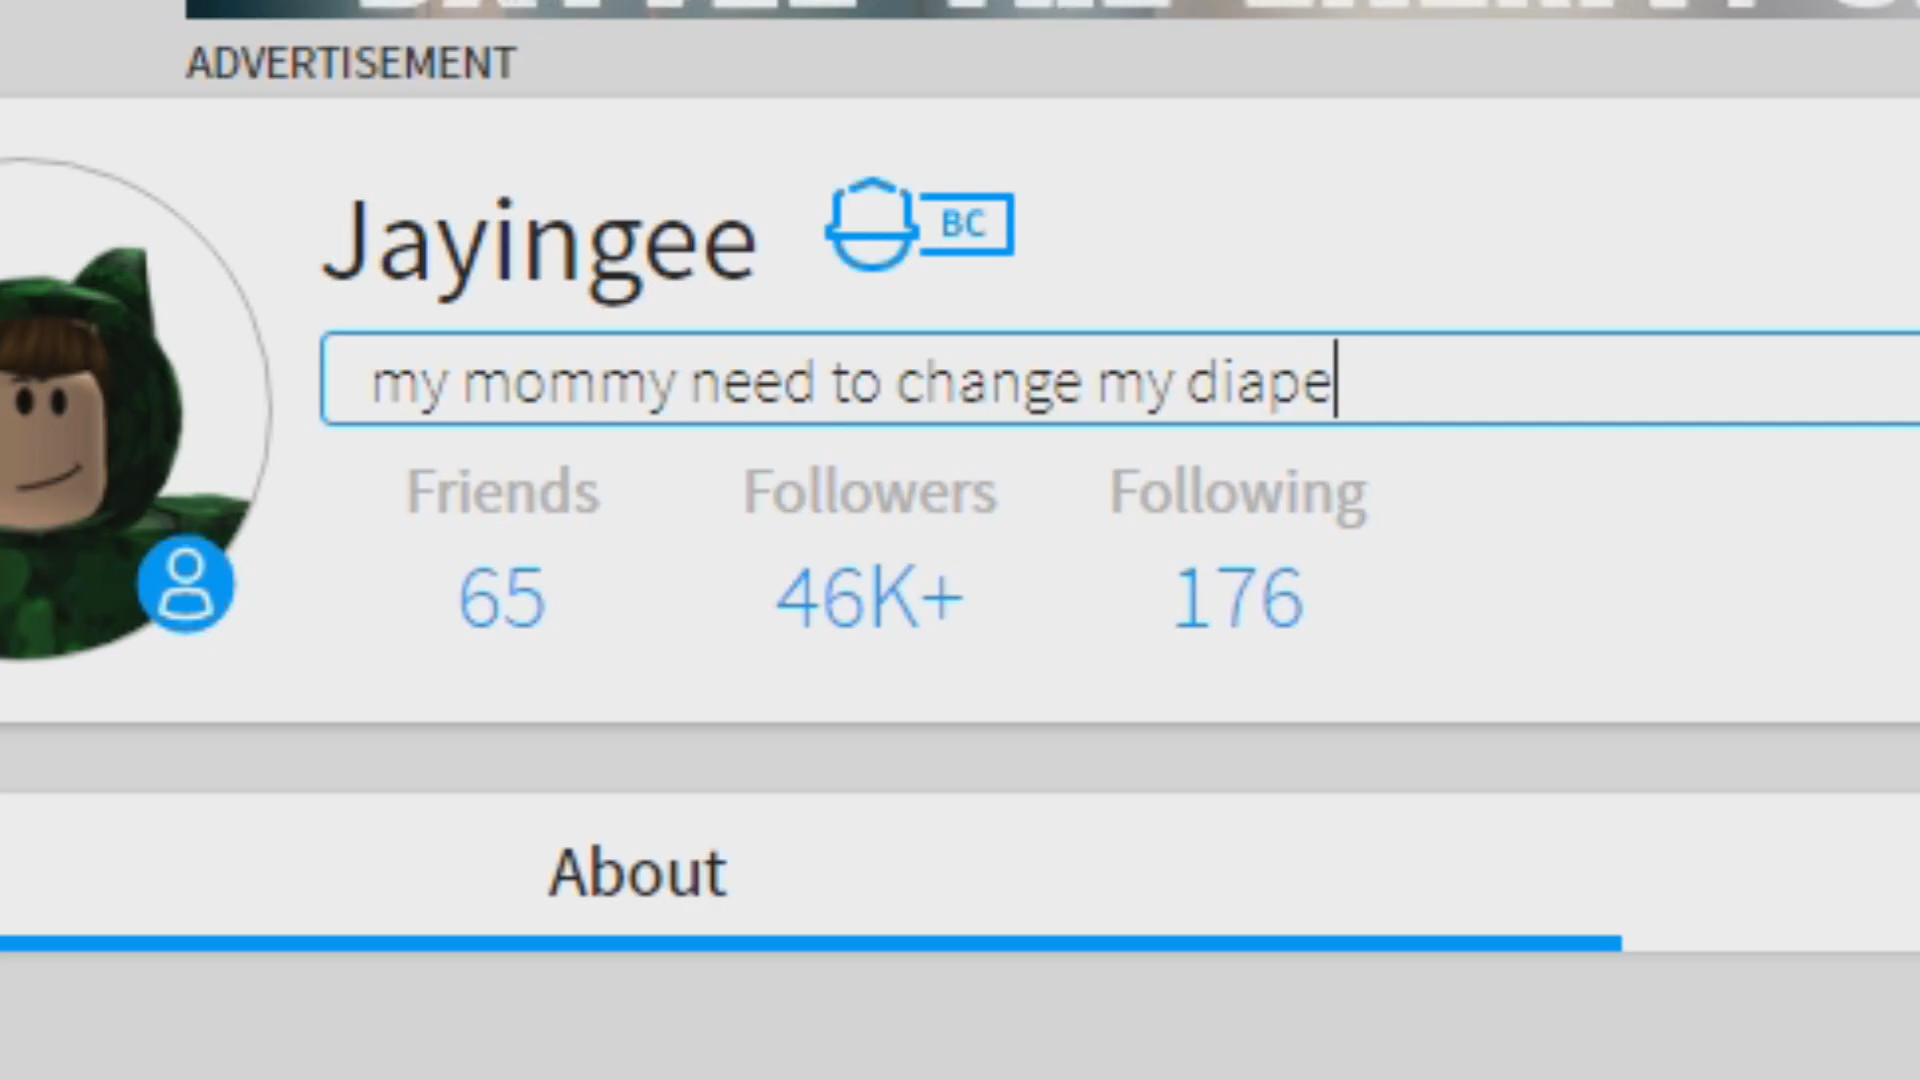 ADVERTISEMENT
Jayingee
BC
my mommy need to change my diape
Friends Followers Following
65 46K+ 176
About